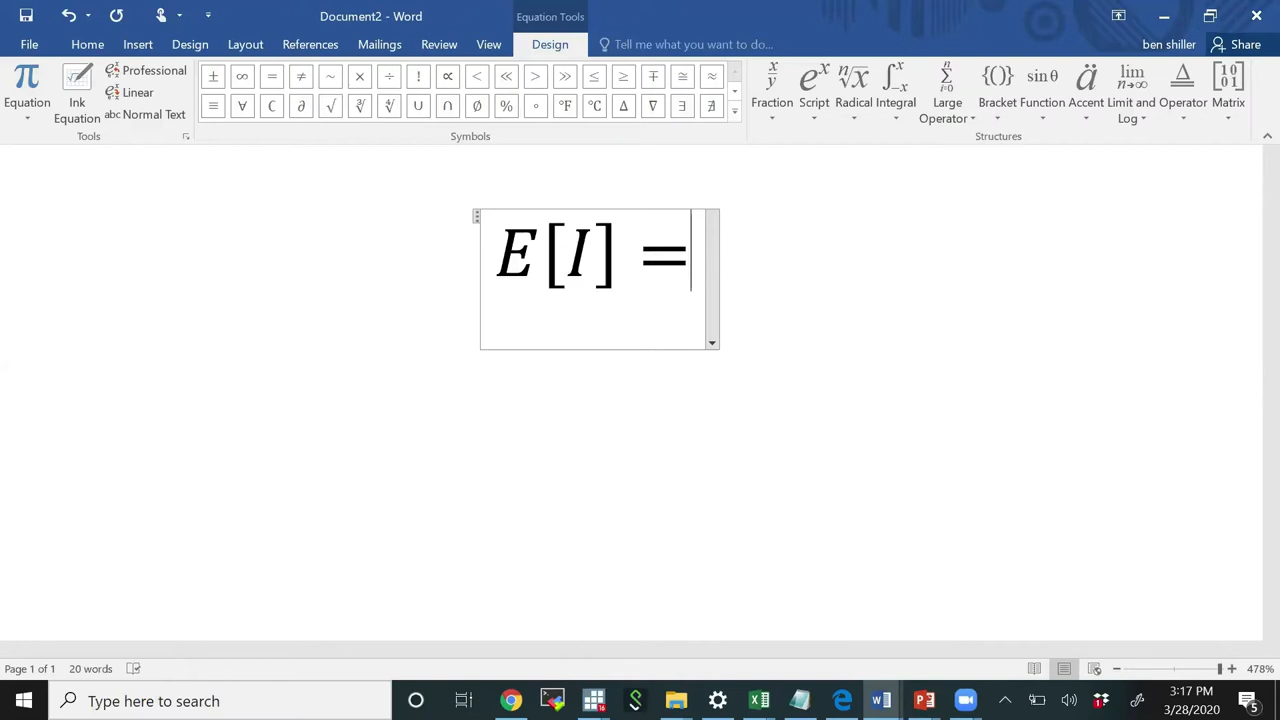 Document2 - Word
Equation Tools
File Home Insert Design Layout References Mailings Review View Design Tell me what you want to do... ben shiller Share
Equation
Ink Equation
Professional
Linear
abc Normal Text
± ∞ = ≠ ~ × ÷ ! ∝ < ≪ > ≫ ≤ ≥ ∓ ≅ ≈
≡ ∀ ∁ ∂ √ ∛ ∜ ∪ ∩ ∅ % ° °F °C ∆ ∇ ∃ ∄
Fraction Script Radical Integral Large Operator Bracket Function Accent Limit and Log Operator Matrix
Tools Symbols Structures
E[I] =
Page 1 of 1 20 words 478%
Type here to search
3:17 PM
3/28/2020